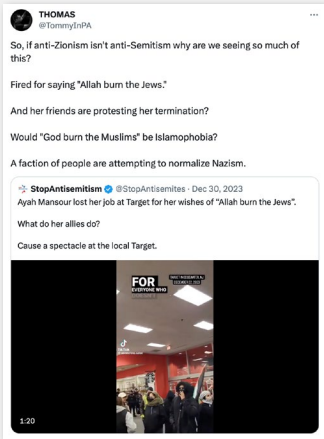 THOMAS
@TommyInPA
So, if anti-Zionism isn't anti-Semitism why are we seeing so much of
this?
Fired for saying "Allah burn the Jews."
And her friends are protesting her termination?
Would "God burn the Muslims" be Islamophobia?
A faction of people are attempting to normalize Nazism.
StopAntisemitism @StopAntisemites · Dec 30, 2023
Ayah Mansour lost her job at Target for her wishes of “Allah burn the Jews”.
What do her allies do?
Cause a spectacle at the local Target.
FOR
EVERYONE WHO
1:20